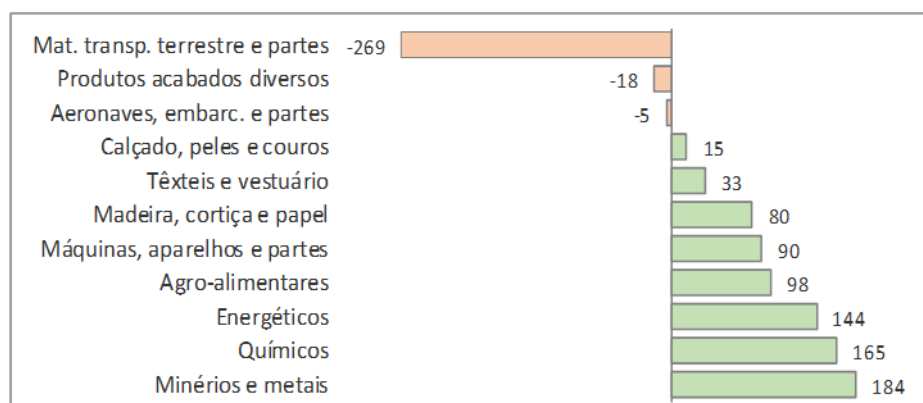 Mat. transp. terrestre e partes -269
Produtos acabados diversos -18
Aeronaves, embarc. e partes -5
Calçado, peles e couros 15
Têxteis e vestuário 33
Madeira, cortiça e papel 80
Máquinas, aparelhos e partes 90
Agro-alimentares 98
Energéticos 144
Químicos 165
Minérios e metais 184